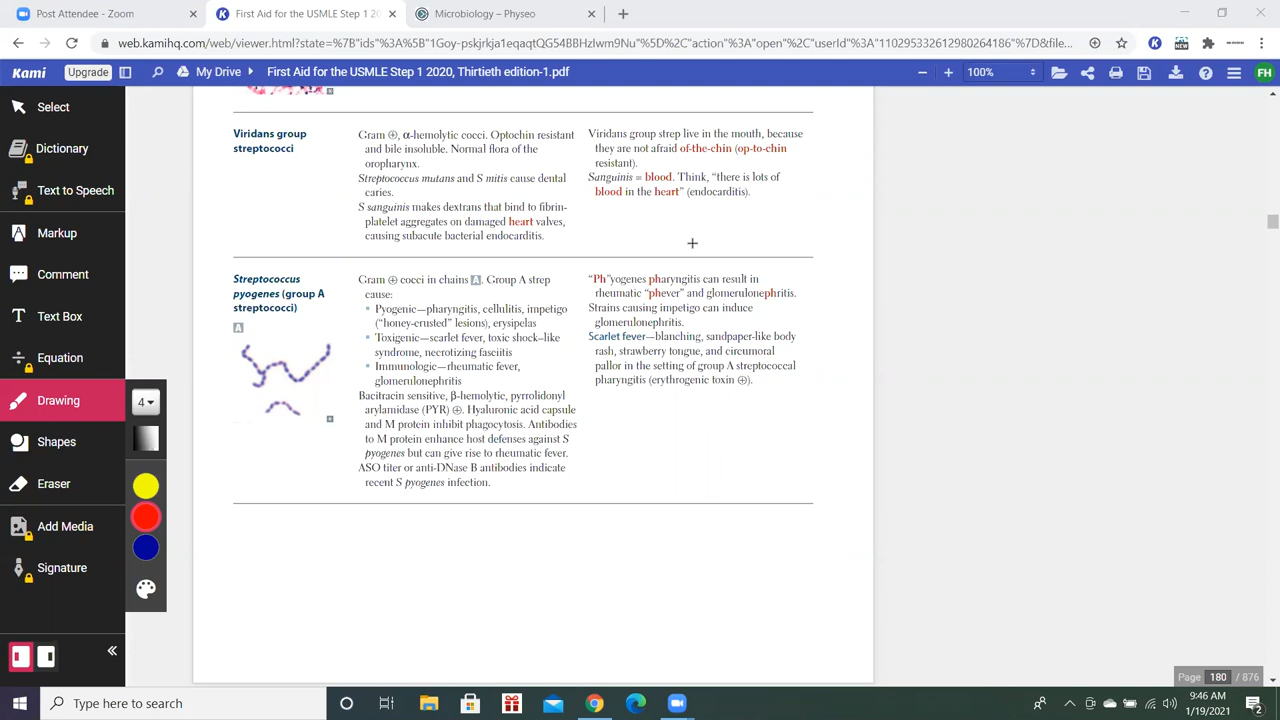 Post Attendee - Zoom
First Aid for the USMLE Step 1 20
Microbiology – Physeo
web.kamihq.com/web/viewer.html?state=%7B"ids"%3A%5B"1Goy-pskjkja1eqaqtQG54BBHzlwm9Nu"%5D%2C"action"%3A"open"%2C"userId"%3A"110295332612980264186"%7D&file...
Kami
Upgrade
My Drive
First Aid for the USMLE Step 1 2020, Thirtieth edition-1.pdf
100%
FH
Select
Dictionary
Text to Speech
Markup
Comment
Text Box
Equation
Drawing
Shapes
Eraser
Add Media
Signature
4
Viridans group
streptococci
Gram ⊕, α-hemolytic cocci. Optochin resistant
and bile insoluble. Normal flora of the
oropharynx.
Streptococcus mutans and S mitis cause dental
caries.
S sanguinis makes dextrans that bind to fibrin-
platelet aggregates on damaged heart valves,
causing subacute bacterial endocarditis.
Viridans group strep live in the mouth, because
they are not afraid of-the-chin (op-to-chin
resistant).
Sanguinis = blood. Think, “there is lots of
blood in the heart” (endocarditis).
Streptococcus
pyogenes (group A
streptococci)
A
Gram ⊕ cocci in chains A. Group A strep
cause:
▪ Pyogenic—pharyngitis, cellulitis, impetigo
(“honey-crusted” lesions), erysipelas
▪ Toxigenic—scarlet fever, toxic shock–like
syndrome, necrotizing fasciitis
▪ Immunologic—rheumatic fever,
glomerulonephritis
Bacitracin sensitive, β-hemolytic, pyrrolidonyl
arylamidase (PYR) ⊕. Hyaluronic acid capsule
and M protein inhibit phagocytosis. Antibodies
to M protein enhance host defenses against S
pyogenes but can give rise to rheumatic fever.
ASO titer or anti-DNase B antibodies indicate
recent S pyogenes infection.
“Ph”yogenes pharyngitis can result in
rheumatic “phever” and glomerulonephritis.
Strains causing impetigo can induce
glomerulonephritis.
Scarlet fever—blanching, sandpaper-like body
rash, strawberry tongue, and circumoral
pallor in the setting of group A streptococcal
pharyngitis (erythrogenic toxin ⊕).
Page 180 / 876
Type here to search
9:46 AM
1/19/2021
2